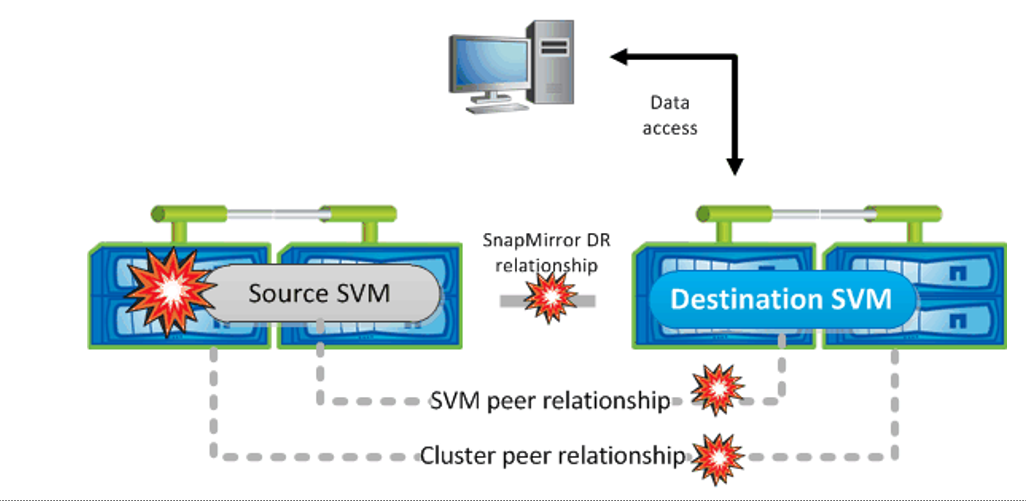 Data
access
SnapMirror DR
relationship
Source SVM
Destination SVM
SVM peer relationship
Cluster peer relationship